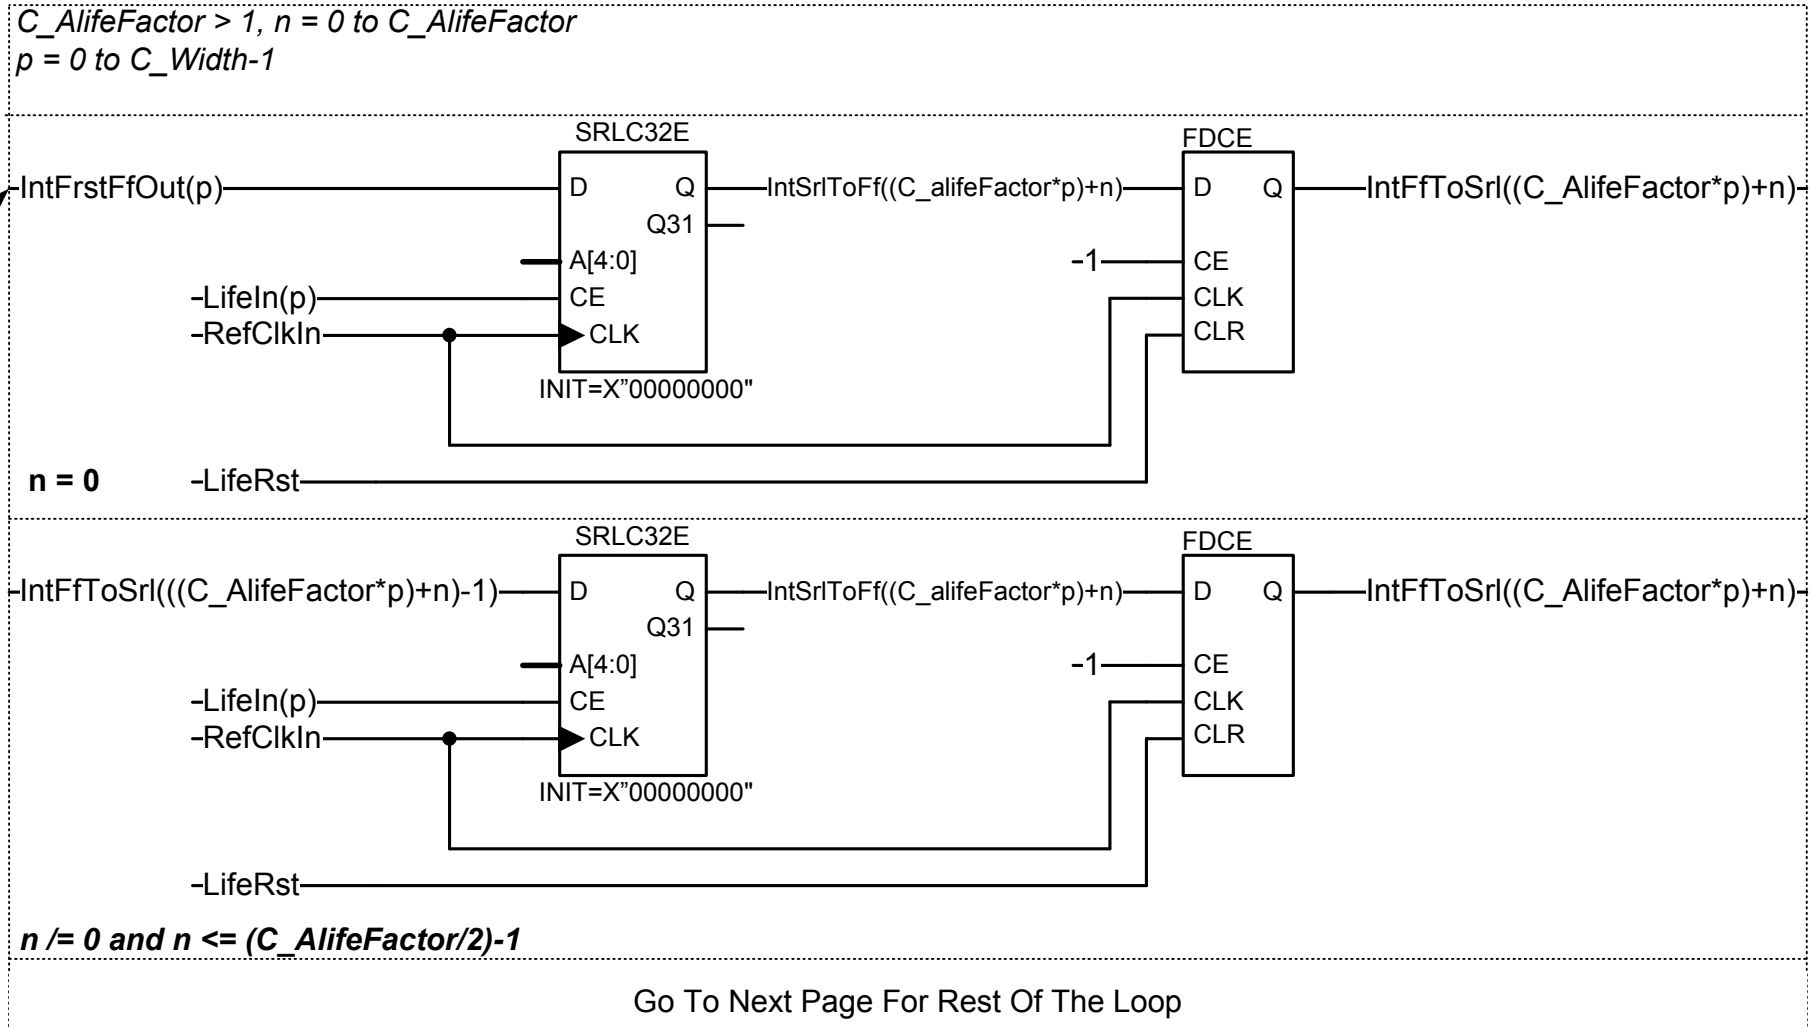 C_AlifeFactor > 1, n = 0 to C_AlifeFactor
p = 0 to C_Width-1
SRLC32E
FDCE
IntFrstFfOut(p)
D
Q
IntSrlToFf((C_alifeFactor*p)+n)
D
Q
IntFfToSrl((C_AlifeFactor*p)+n)
Q31
A[4:0]
1
CE
LifeIn(p)
CE
CLK
RefClkIn
CLK
CLR
INIT=X”00000000"
n = 0
LifeRst
SRLC32E
FDCE
IntFfToSrl(((C_AlifeFactor*p)+n)-1)
D
Q
IntSrlToFf((C_alifeFactor*p)+n)
D
Q
IntFfToSrl((C_AlifeFactor*p)+n)
Q31
A[4:0]
1
CE
LifeIn(p)
CE
CLK
RefClkIn
CLK
CLR
INIT=X”00000000"
LifeRst
n /= 0 and n <= (C_AlifeFactor/2)-1
Go To Next Page For Rest Of The Loop